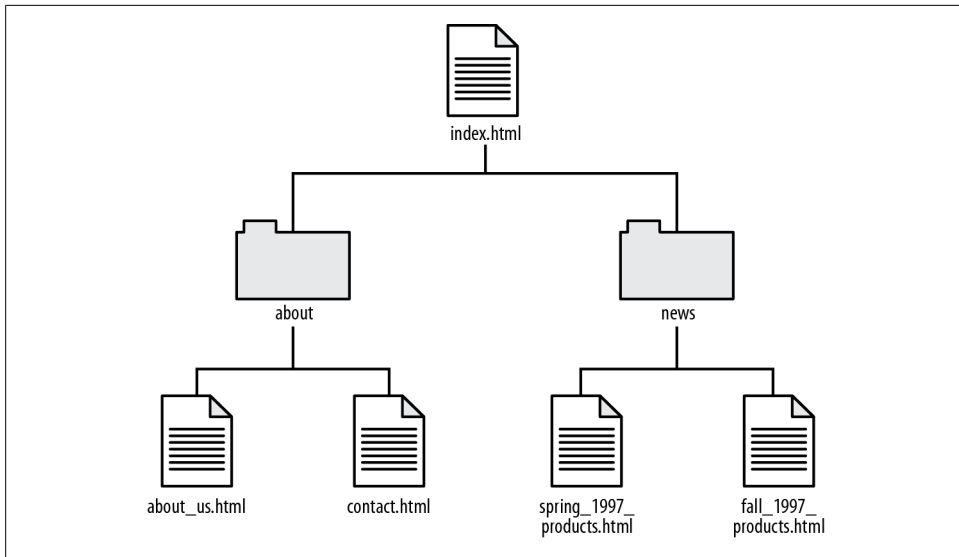 index.html
about
news
about_us.html
contact.html
spring_1997_
products.html
fall_1997_
products.html